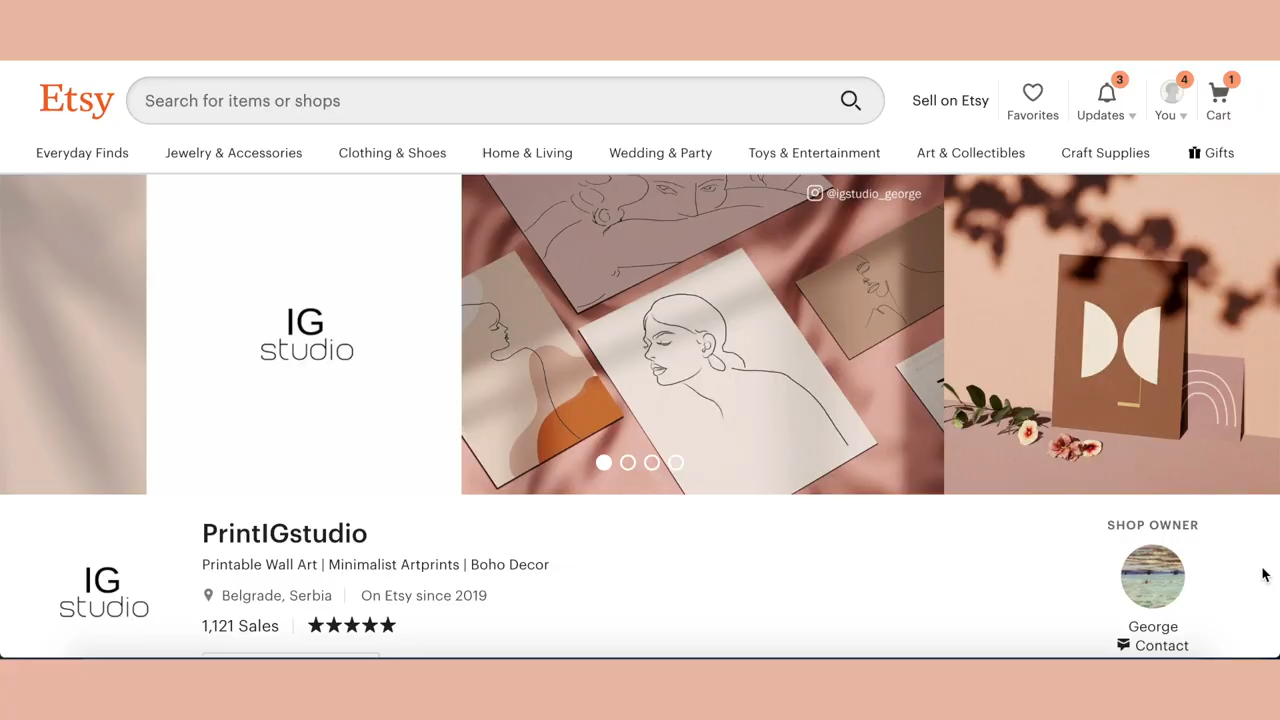 3
4
1
Etsy
Search for items or shops
Sell on Etsy
Favorites
Updates
You
Cart
Everyday Finds
Jewelry & Accessories
Clothing & Shoes
Home & Living
Wedding & Party
Toys & Entertainment
Art & Collectibles
Craft Supplies
Gifts
@igstudio_george
IG
studio
PrintIGstudio
Printable Wall Art | Minimalist Artprints | Boho Decor
Belgrade, Serbia
On Etsy since 2019
1,121 Sales
IG
studio
SHOP OWNER
George
Contact